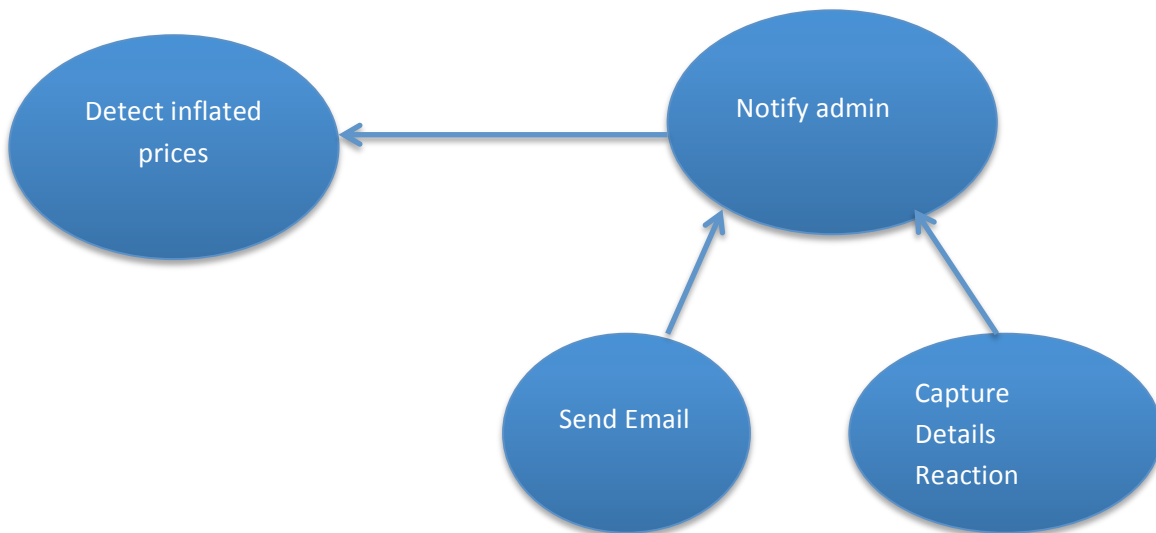 Detect inflated
prices
Notify admin
Send Email
Capture
Details
Reaction